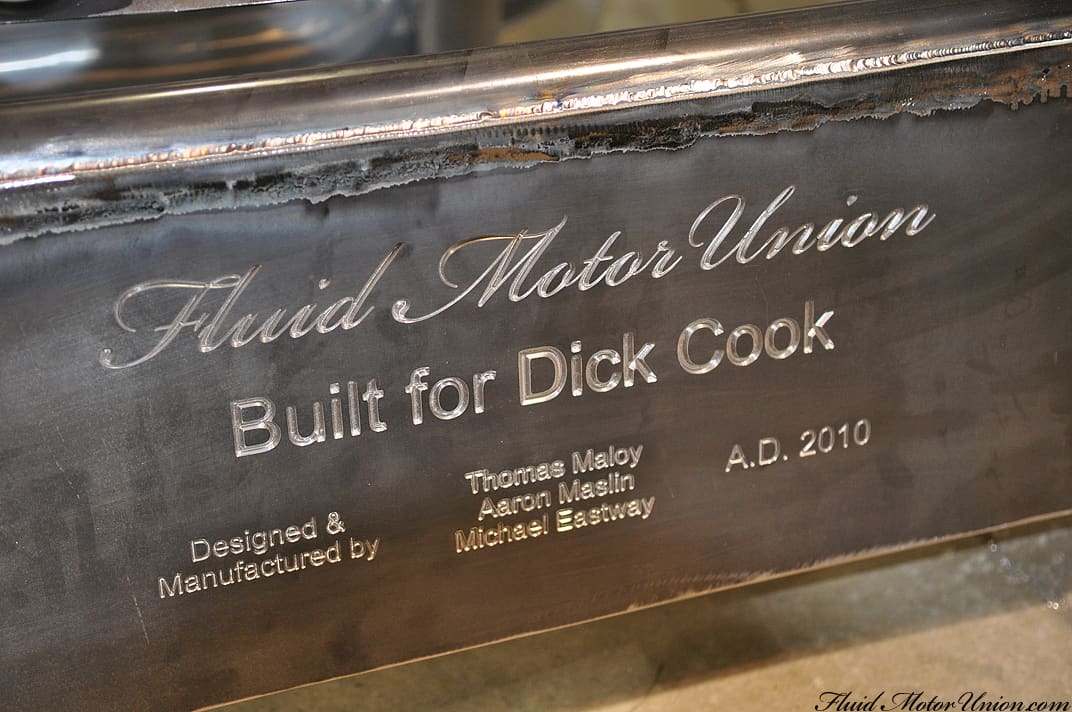 Fluid Motor Union
Built for Dick Cook
Designed &
Manufactured by
Thomas Maloy
Aaron Maslin
Michael Eastway
A.D. 2010
Fluid MotorUnion.com